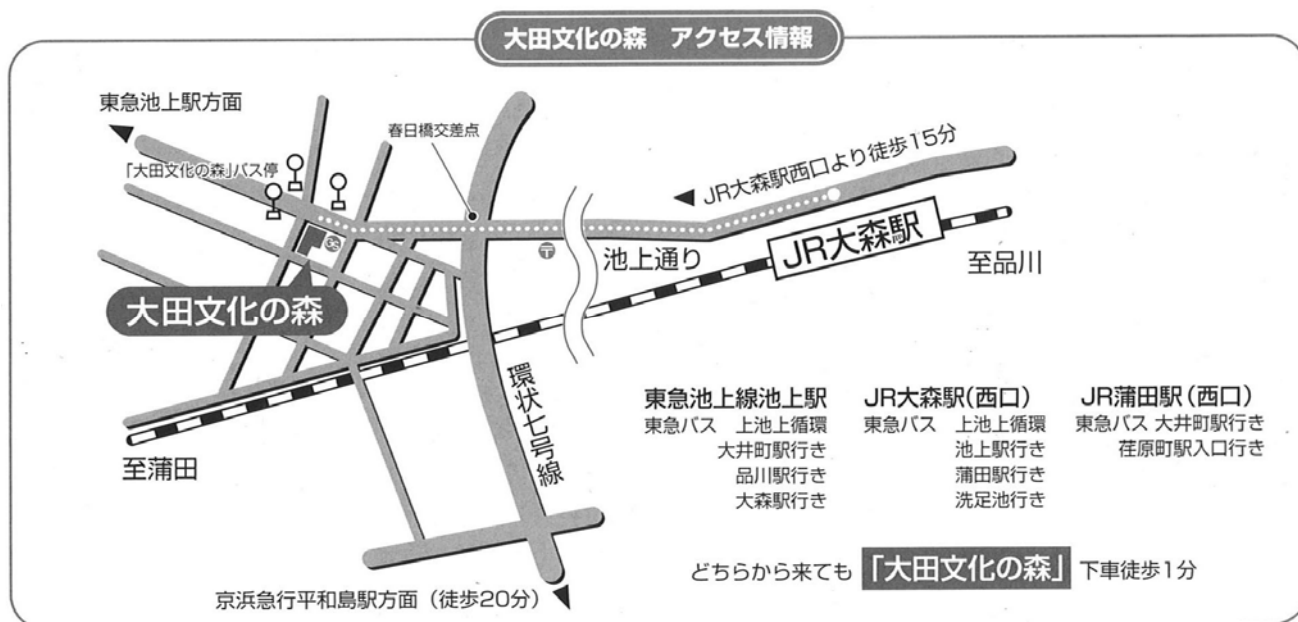 大田文化の森 アクセス情報
東急池上駅方面
春日橋交差点
「大田文化の森」バス停
JR大森駅西口より徒歩15分
〒
池上通り
JR大森駅
至品川
大田文化の森
環状七号線
至蒲田
京浜急行平和島駅方面（徒歩20分）
東急池上線池上駅
東急バス 上池上循環
大井町駅行き
品川駅行き
大森駅行き
JR大森駅（西口）
東急バス 上池上循環
池上駅行き
蒲田駅行き
洗足池行き
JR蒲田駅（西口）
東急バス 大井町駅行き
荏原町駅入口行き
どちらから来ても「大田文化の森」下車徒歩1分